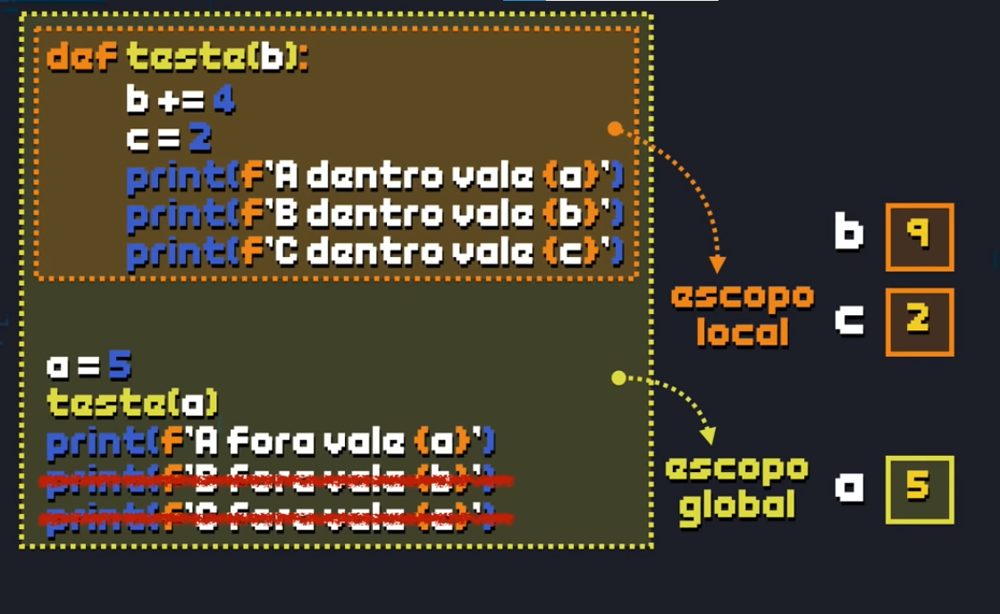 def teste(b):
b += 4
c = 2
print(f'A dentro vale {a}')
print(f'B dentro vale {b}')
print(f'C dentro vale {c}')
a = 5
teste(a)
print(f'A fora vale {a}')
print(f'B fora vale {b}')
print(f'C fora vale {c}')
escopo
local
b 9
c 2
escopo
global
a 5